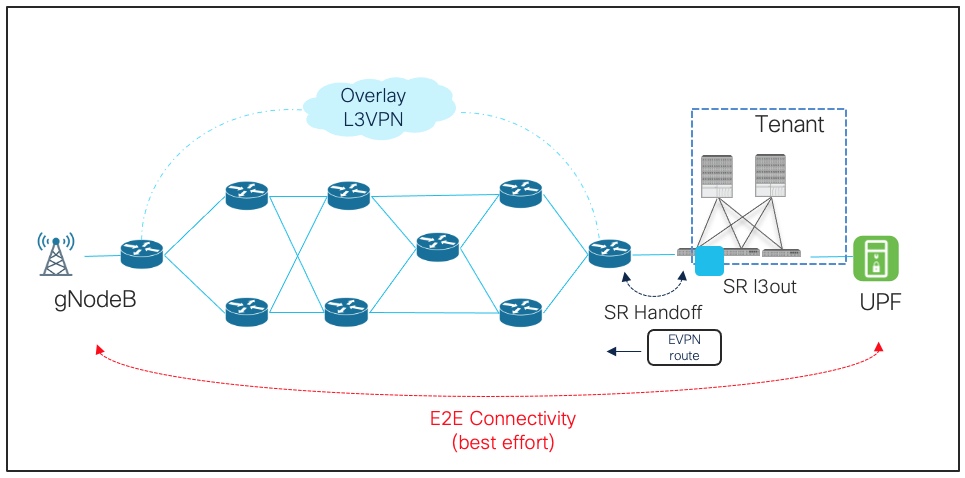 Overlay
L3VPN
Tenant
gNodeB
SR l3out
UPF
SR Handoff
EVPN
route
E2E Connectivity
(best effort)